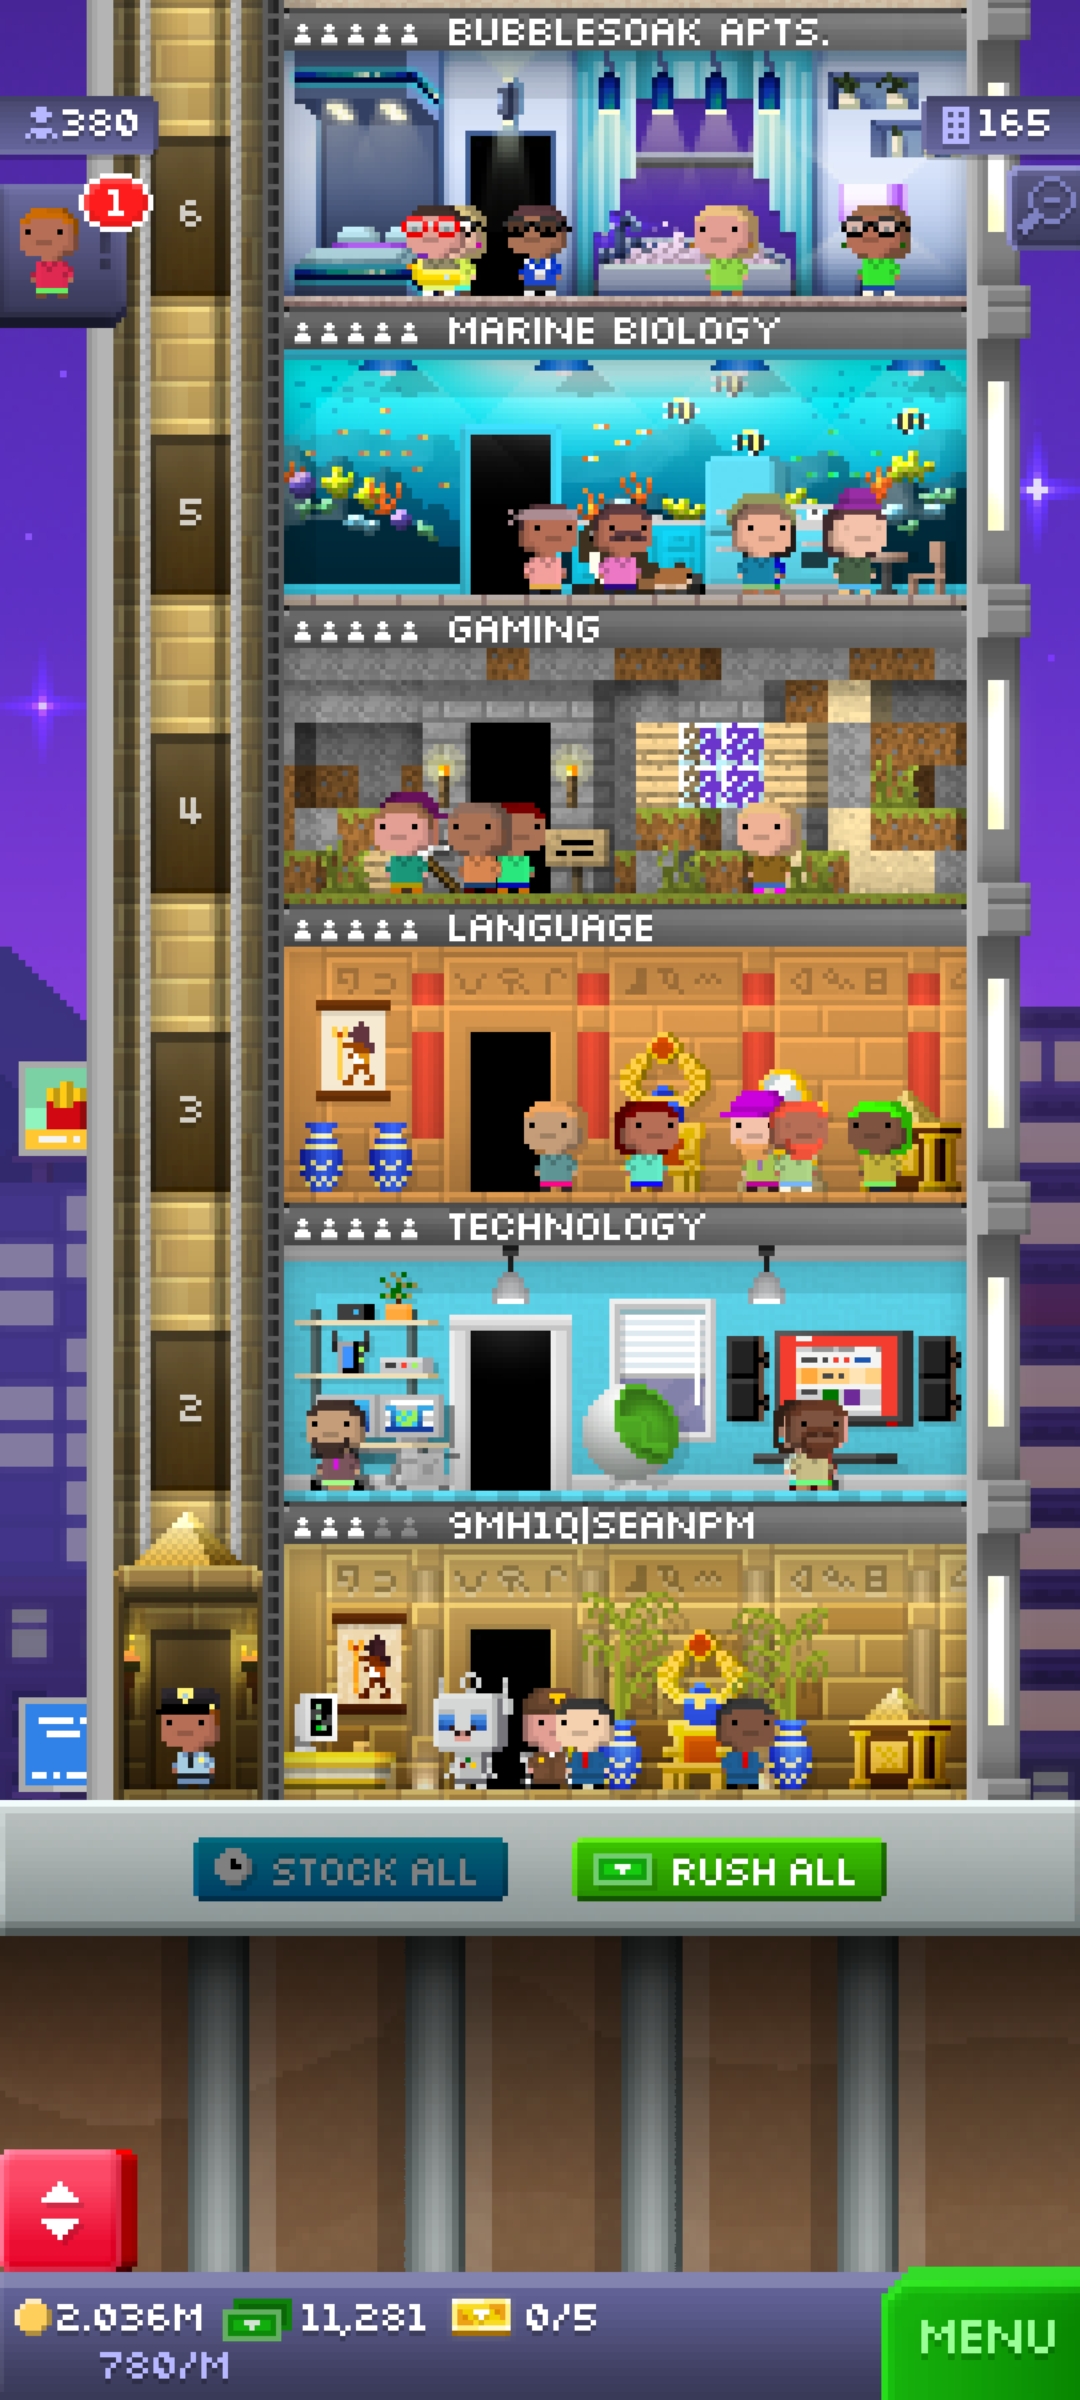 BUBBLESOAK APTS.
380
165
1
6
MARINE BIOLOGY
5
GAMING
4
LANGUAGE
3
TECHNOLOGY
2
9MH1Q|SEANPM
STOCK ALL
RUSH ALL
2.036M
11,281
0/5
780/M
MENU